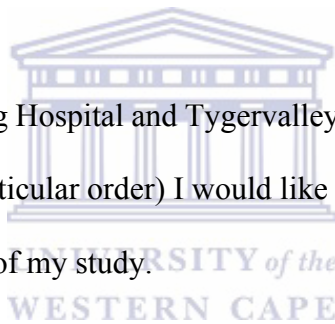 g Hospital and Tygervalley
ticular order) I would like
of my study.
UNIVERSITY of the
WESTERN CAPE